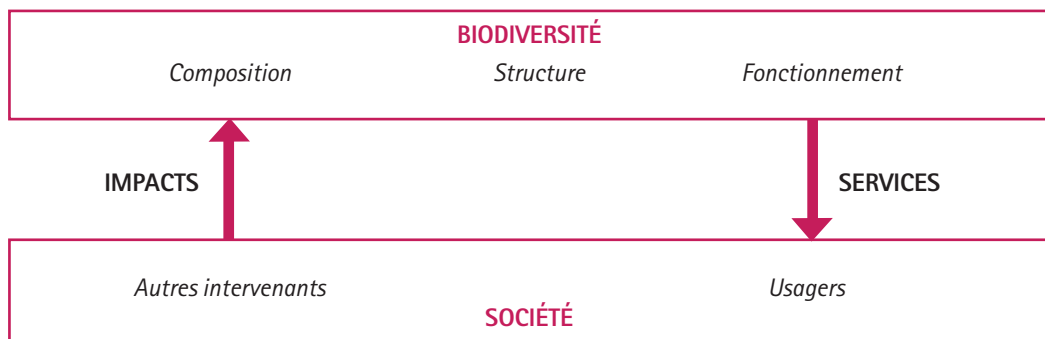 BIODIVERSITÉ
Composition Structure Fonctionnement
IMPACTS SERVICES
Autres intervenants Usagers
SOCIÉTÉ